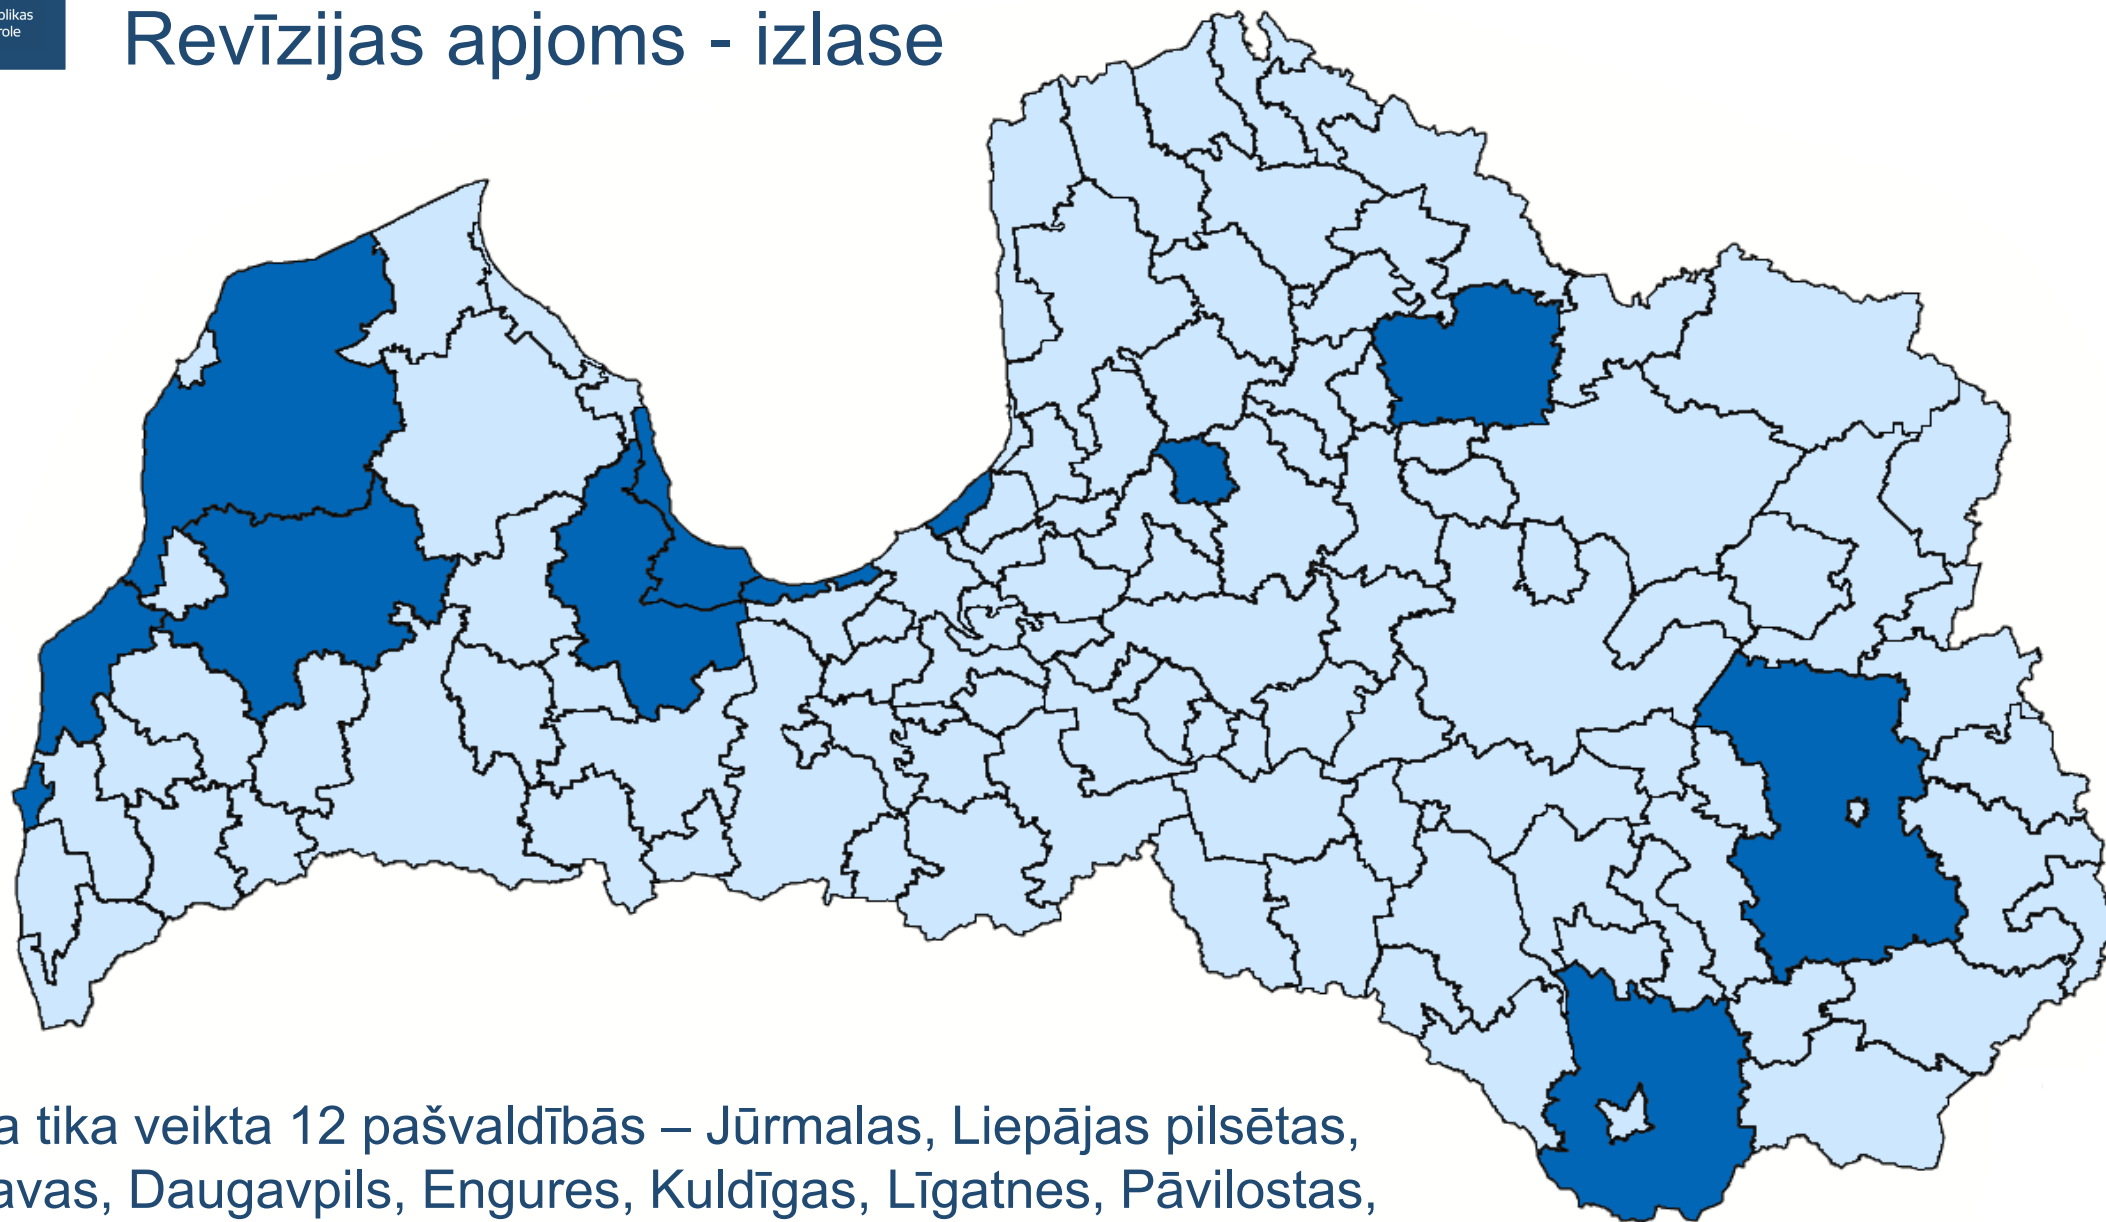 olikas
role
Revīzijas apjoms - izlase
a tika veikta 12 pašvaldībās – Jūrmalas, Liepājas pilsētas,
avas, Daugavpils, Engures, Kuldīgas, Līgatnes, Pāvilostas,